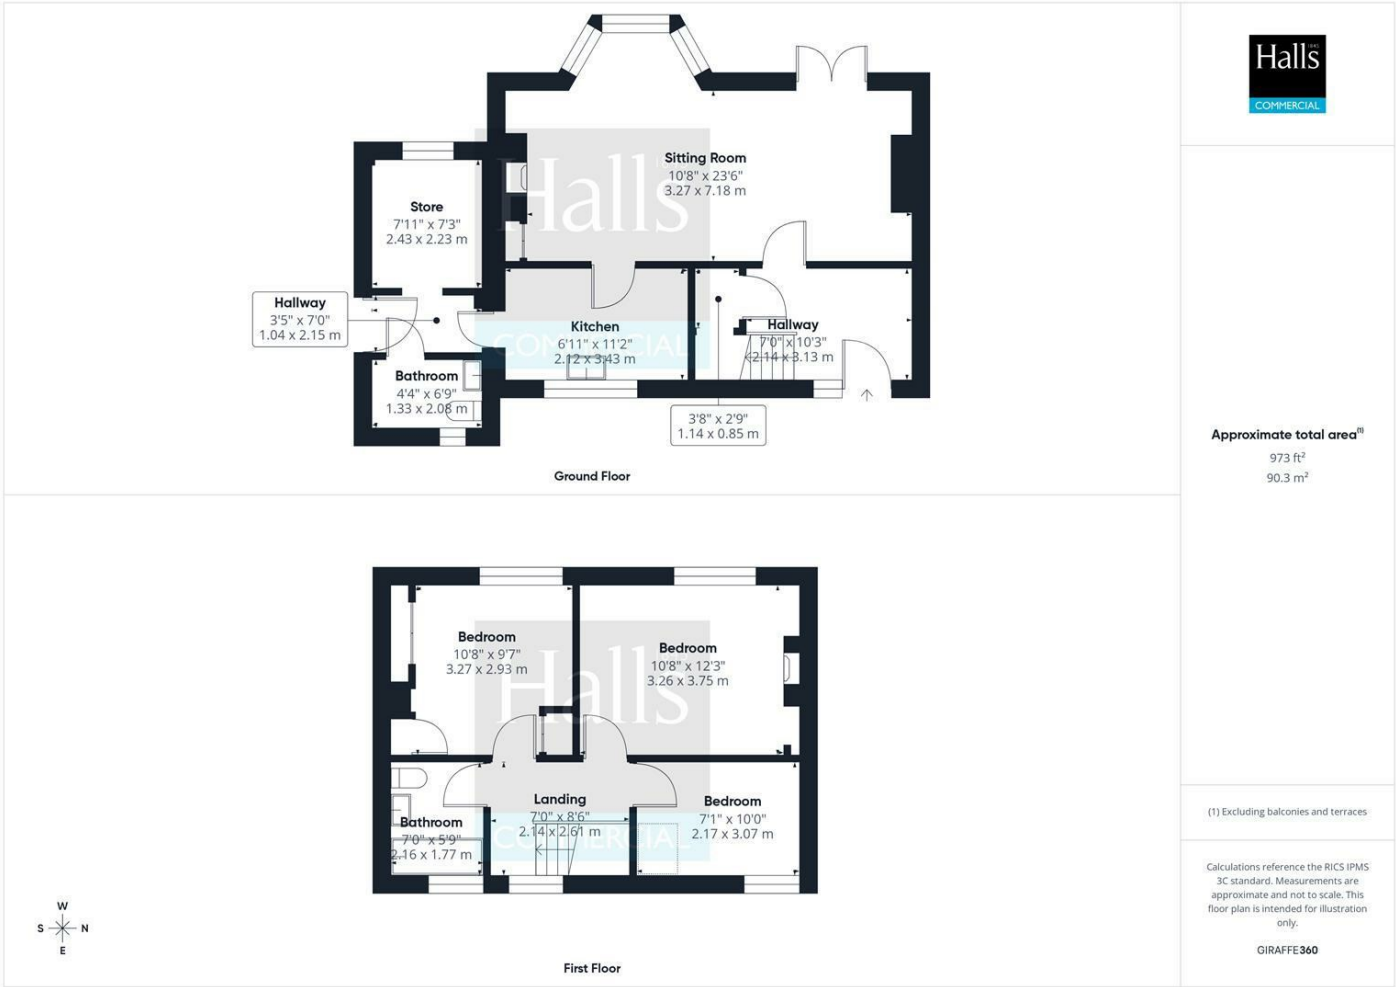 Halls
1845
COMMERCIAL
Sitting Room
10'8" x 23'6"
3.27 x 7.18 m
Store
7'11" x 7'3"
2.43 x 2.23 m
Hallway
3'5" x 7'0"
1.04 x 2.15 m
Kitchen
6'11" x 11'2"
2.12 x 3.43 m
Hallway
7'0" x 10'3"
2.14 x 3.13 m
Bathroom
4'4" x 6'9"
1.33 x 2.08 m
3'8" x 2'9"
1.14 x 0.85 m
Ground Floor
Halls
COMMERCIAL
Approximate total area(1)
973 ft²
90.3 m²
Bedroom
10'8" x 9'7"
3.27 x 2.93 m
Bedroom
10'8" x 12'3"
3.26 x 3.75 m
Landing
7'0" x 8'6"
2.14 x 2.61 m
Bedroom
7'1" x 10'0"
2.17 x 3.07 m
Bathroom
7'0" x 5'9"
2.16 x 1.77 m
Halls
COMMERCIAL
W
S N
E
First Floor
(1) Excluding balconies and terraces
Calculations reference the RICS IPMS
3C standard. Measurements are
approximate and not to scale. This
floor plan is intended for illustration
only.
GIRAFFE360